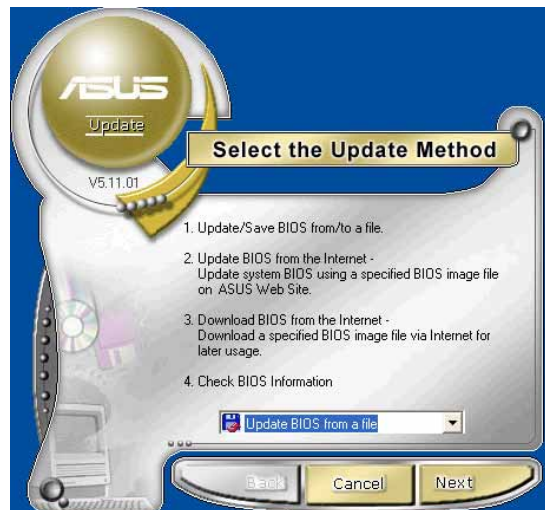 ASUS
Update
V5.11.01
Select the Update Method
1. Update/Save BIOS from/to a file.
2. Update BIOS from the Internet -
Update system BIOS using a specified BIOS image file
on ASUS Web Site.
3. Download BIOS from the Internet -
Download a specified BIOS image file via Internet for
later usage.
4. Check BIOS Information
Update BIOS from a file
Back
Cancel
Next